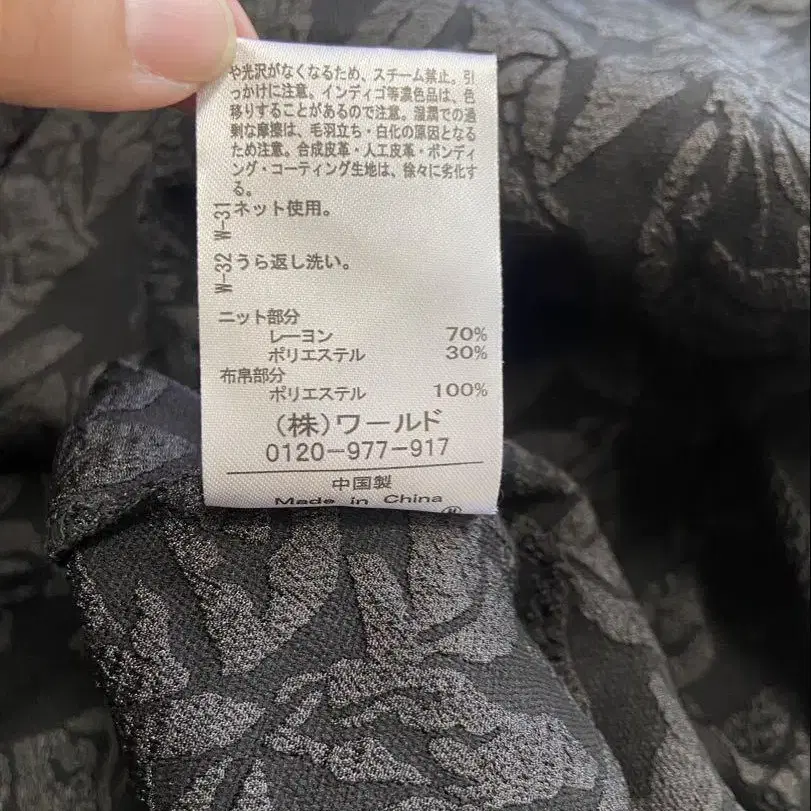 や光沢がなくなるため、スチーム禁止。引
っかけに注意。インディゴ等濃色品は、色
移りすることがあるので注意。湿潤での過
剰な摩擦は、毛羽立ち・白化の原因となる
ため注意。合成皮革・人工皮革・ボンディ
ング・コーティング生地は、徐々に劣化す
る。
W-31 ネット使用。
W-32 うら返し洗い。
ニット部分
レーヨン 70%
ポリエステル 30%
布帛部分
ポリエステル 100%
(株)ワールド
0120-977-917
中国製
Made in China